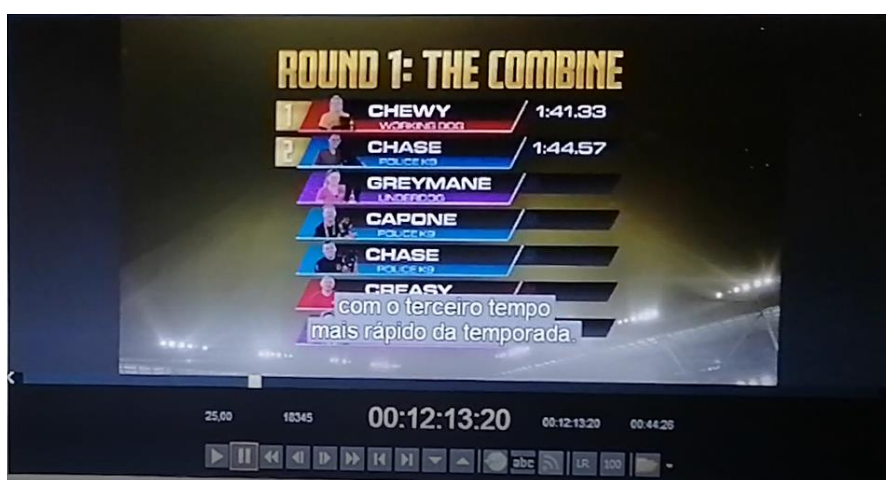 ROUND 1: THE COMBINE
1 CHEWY 1:41.33
WORKING DOG
2 CHASE 1:44.57
POLICE K9
GREYMANE
UNDERDOG
CAPONE
POLICE K9
CHASE
POLICE K9
CREASY
com o terceiro tempo
mais rápido da temporada.
25,00 18345 00:12:13:20 00:12:13:20 00:44:26
abc LR 100